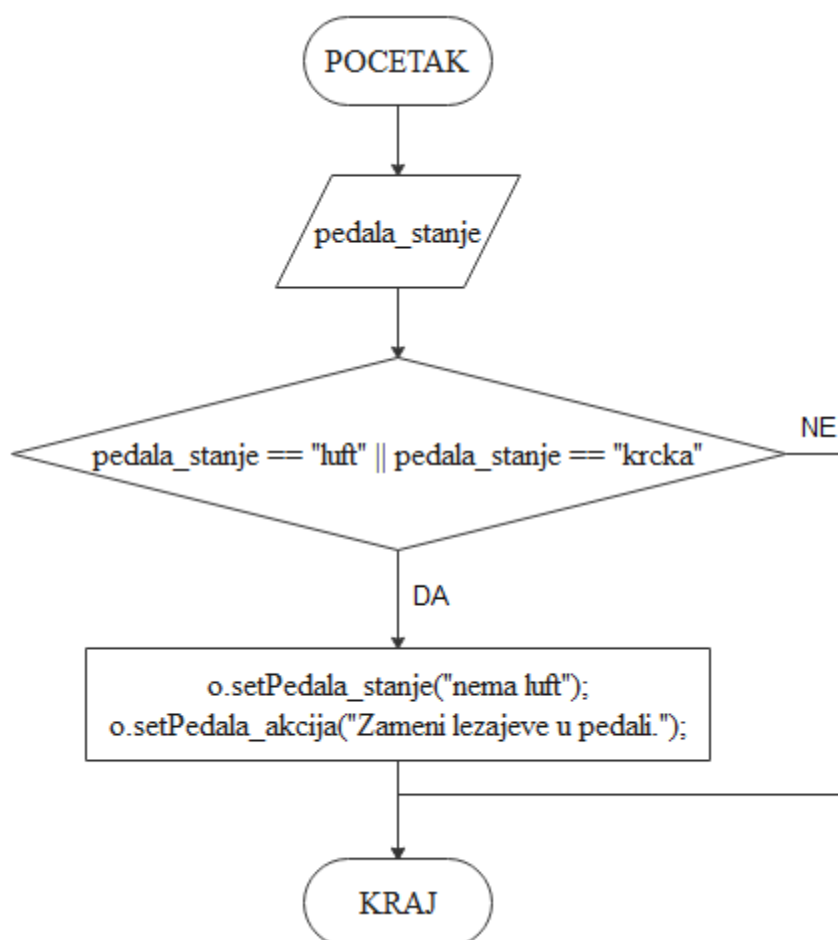 POCETAK
pedala_stanje
pedala_stanje == "luft" || pedala_stanje == "krcka"
NE
DA
o.setPedala_stanje("nema luft");
o.setPedala_akcija("Zameni lezajeve u pedali.");
KRAJ